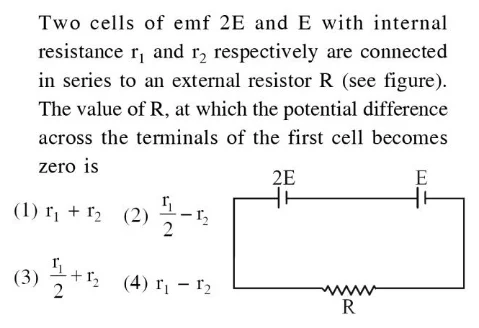 Two cells of emf 2E and E with internal
resistance r₁ and r₂ respectively are connected
in series to an external resistor R (see figure).
The value of R, at which the potential difference
across the terminals of the first cell becomes
zero is
(1) r₁ + r₂ (2) r₁/2 − r₂
(3) r₁/2 + r₂ (4) r₁ − r₂
2E E
R